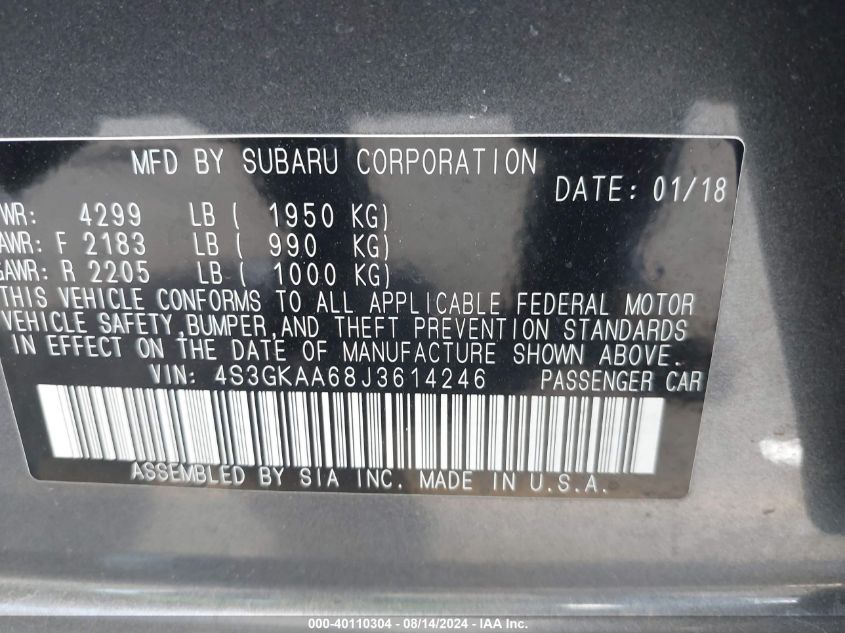 MFD BY SUBARU CORPORATION
DATE: 01/18
WR: 4299 LB ( 1950 KG)
AWR: F 2183 LB ( 990 KG)
GAWR: R 2205 LB ( 1000 KG)
THIS VEHICLE CONFORMS TO ALL APPLICABLE FEDERAL MOTOR
VEHICLE SAFETY,BUMPER,AND THEFT PREVENTION STANDARDS
IN EFFECT ON THE DATE OF MANUFACTURE SHOWN ABOVE.
VIN: 4S3GKAA68J3614246 PASSENGER CAR
ASSEMBLED BY SIA INC. MADE IN U.S.A.
000-40110304 - 08/14/2024 - IAA Inc.